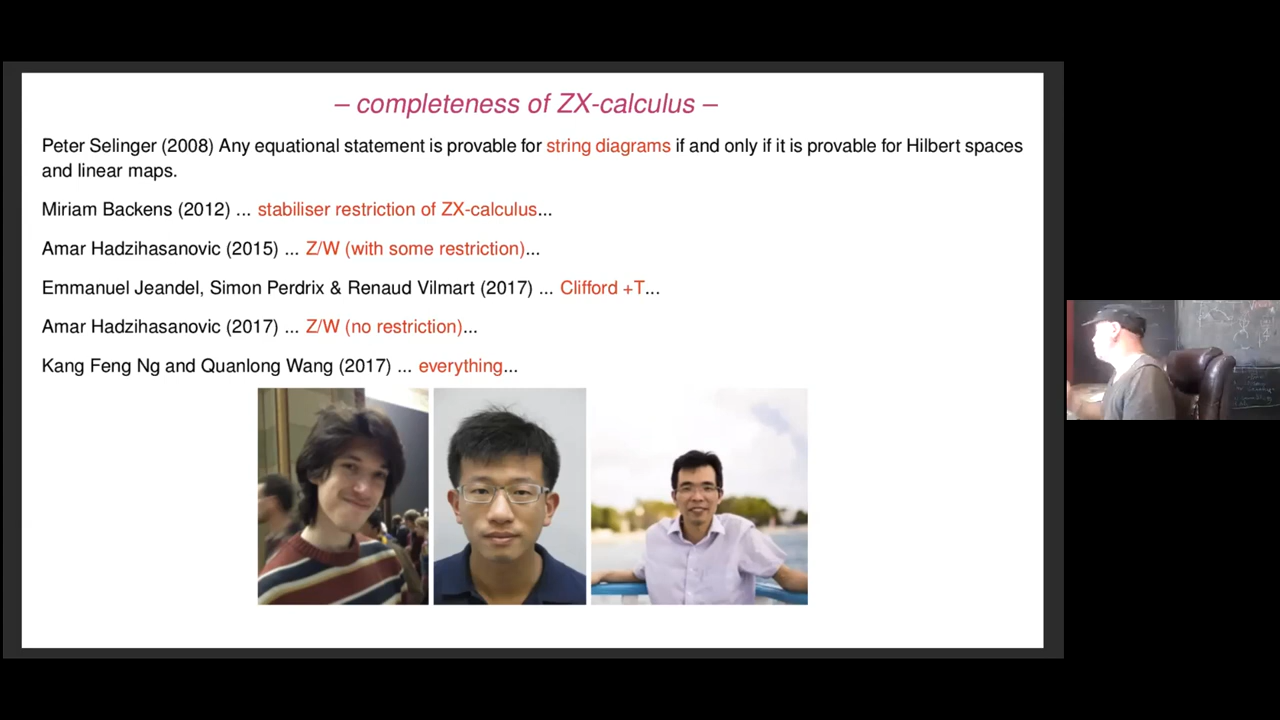 – completeness of ZX-calculus –
Peter Selinger (2008) Any equational statement is provable for string diagrams if and only if it is provable for Hilbert spaces
and linear maps.
Miriam Backens (2012) ... stabiliser restriction of ZX-calculus...
Amar Hadzihasanovic (2015) ... Z/W (with some restriction)...
Emmanuel Jeandel, Simon Perdrix & Renaud Vilmart (2017) ... Clifford +T...
Amar Hadzihasanovic (2017) ... Z/W (no restriction)...
Kang Feng Ng and Quanlong Wang (2017) ... everything...